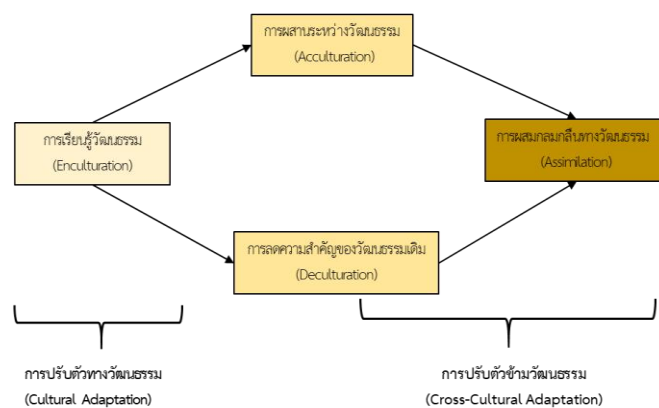 การผสานระหว่างวัฒนธรรม
(Acculturation)
การเรียนรู้วัฒนธรรม
(Enculturation)
การผสมกลมกลืนทางวัฒนธรรม
(Assimilation)
การลดความสำคัญของวัฒนธรรมเดิม
(Deculturation)
การปรับตัวทางวัฒนธรรม
(Cultural Adaptation)
การปรับตัวข้ามวัฒนธรรม
(Cross-Cultural Adaptation)